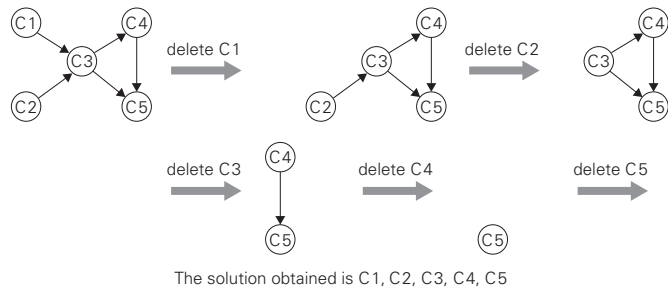 C1 C4
delete C1 delete C2
C3 C3 C4 C3 C4
C2 C5 C2 C5 C5
delete C3 C4 delete C4 delete C5
C5 C5
The solution obtained is C1, C2, C3, C4, C5